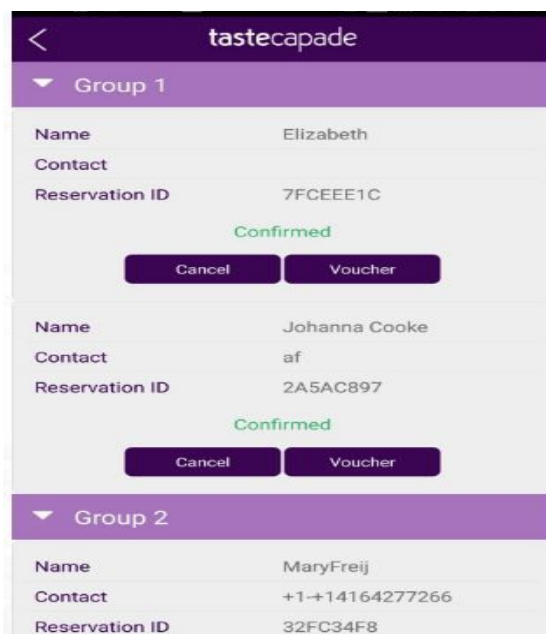 tastecapade
Group 1
Name Elizabeth
Contact
Reservation ID 7FCEEE1C
Confirmed
Cancel Voucher
Name Johanna Cooke
Contact af
Reservation ID 2A5AC897
Confirmed
Cancel Voucher
Group 2
Name MaryFreij
Contact +1-+14164277266
Reservation ID 32FC34F8